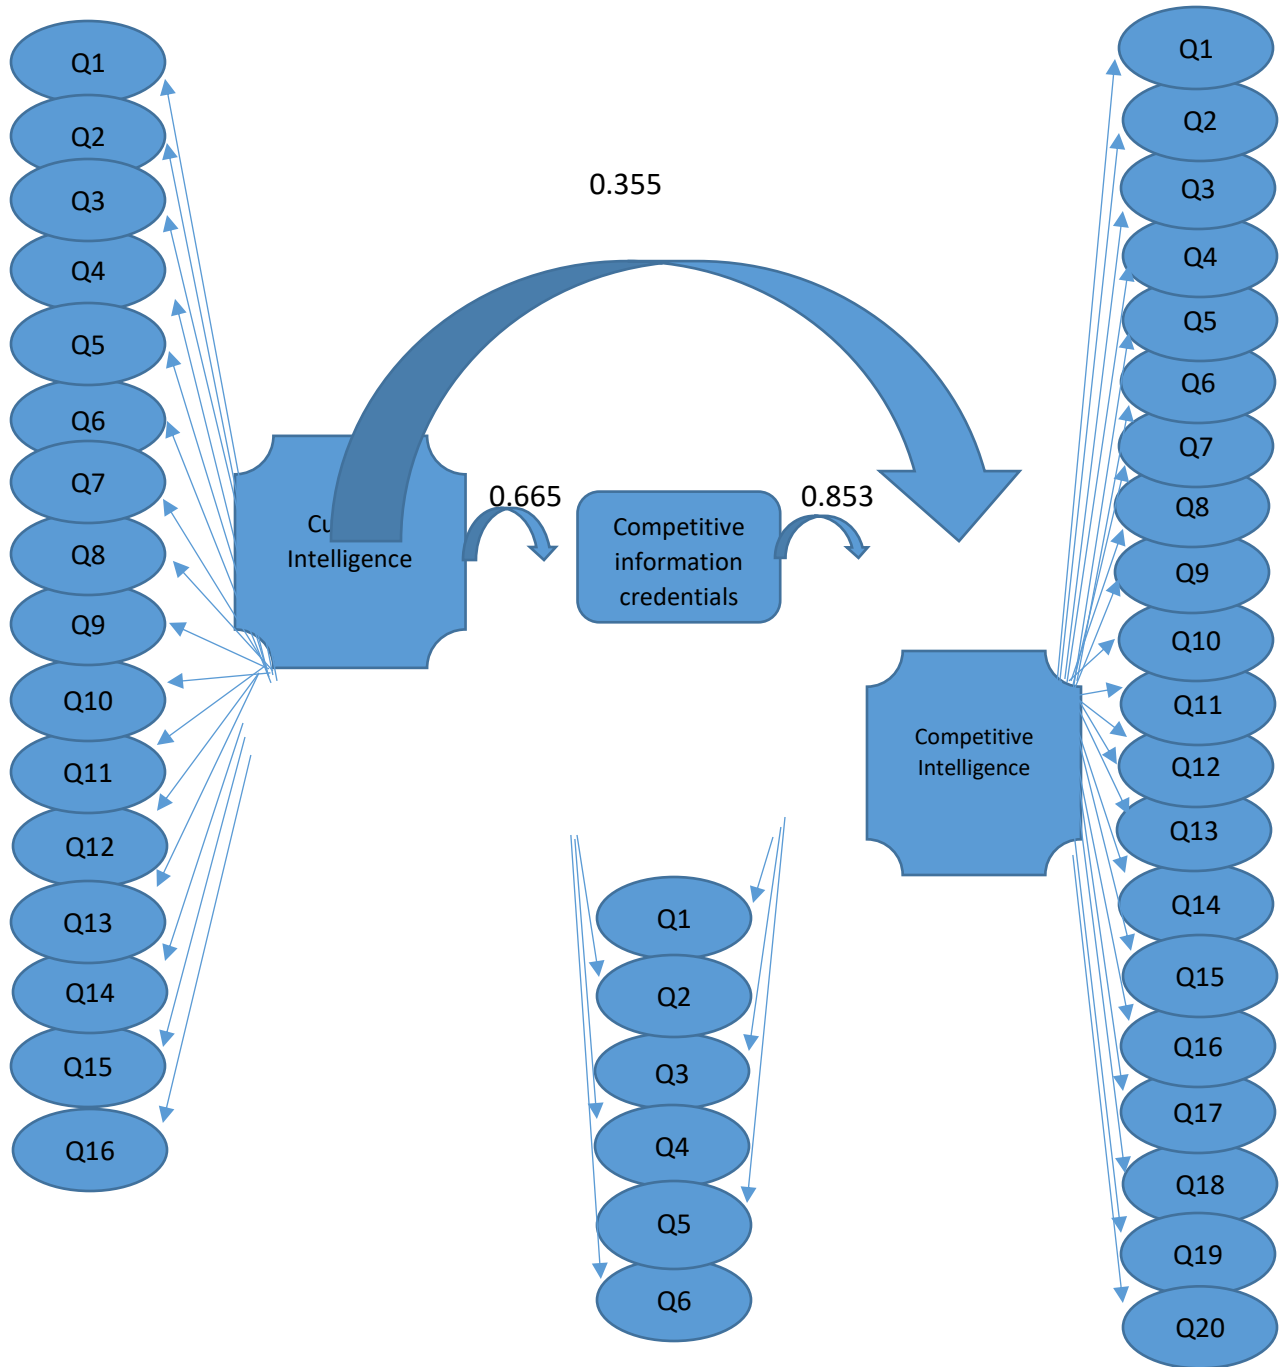 Q1
Q2
Q3
Q4
Q5
Q6
Q7
Q8
Q9
Q10
Q11
Q12
Q13
Q14
Q15
Q16
0.355
0.665
0.853
Intelligence
Competitive
information
credentials
Competitive
Intelligence
Q1
Q2
Q3
Q4
Q5
Q6
Q1
Q2
Q3
Q4
Q5
Q6
Q7
Q8
Q9
Q10
Q11
Q12
Q13
Q14
Q15
Q16
Q17
Q18
Q19
Q20